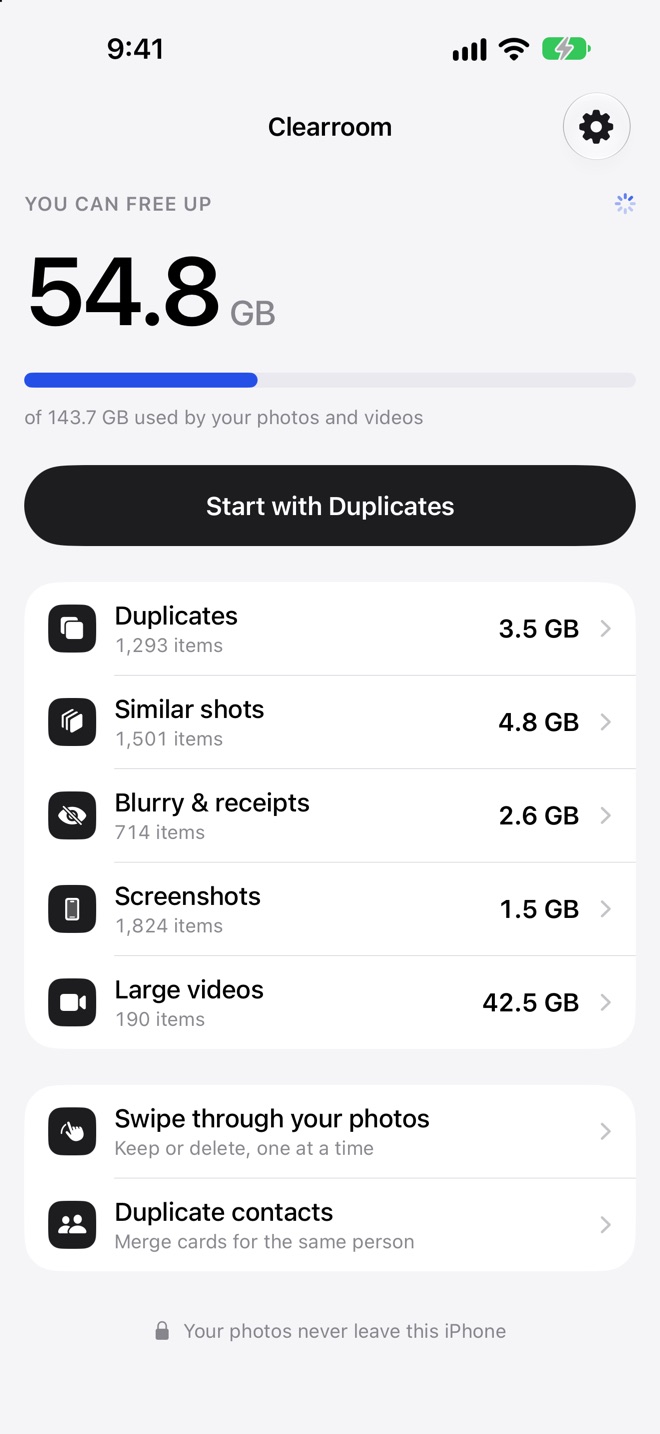 9:41
Clearroom
YOU CAN FREE UP
54.8 GB
of 143.7 GB used by your photos and videos
Start with Duplicates
Duplicates
1,293 items
3.5 GB
Similar shots
1,501 items
4.8 GB
Blurry & receipts
714 items
2.6 GB
Screenshots
1,824 items
1.5 GB
Large videos
190 items
42.5 GB
Swipe through your photos
Keep or delete, one at a time
Duplicate contacts
Merge cards for the same person
Your photos never leave this iPhone